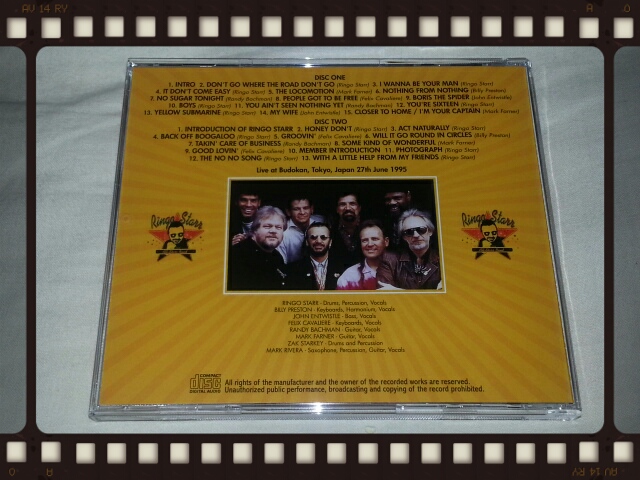 AV 14 RY
DISC ONE
1. INTRO 2. DON'T GO WHERE THE ROAD DON'T GO (Ringo Starr) 3. I WANNA BE YOUR MAN (Ringo Starr)
4. IT DON'T COME EASY (Ringo Starr) 5. THE LOCOMOTION (Mark Farner) 6. NOTHING FROM NOTHING (Billy Preston)
7. NO SUGAR TONIGHT (Randy Bachman) 8. PEOPLE GOT TO BE FREE (Felix Cavaliere) 9. BORIS THE SPIDER (John Entwistle)
10. BOYS (Ringo Starr) 11. YOU AIN'T SEEN NOTHING YET (Randy Bachman) 12. YOU'RE SIXTEEN (Ringo Starr)
13. YELLOW SUBMARINE (Ringo Starr) 14. MY WIFE (John Entwistle) 15. CLOSER TO HOME / I'M YOUR CAPTAIN (Mark Farner)
DISC TWO
1. INTRODUCTION OF RINGO STARR 2. HONEY DON'T (Ringo Starr) 3. ACT NATURALLY (Ringo Starr)
4. BACK OFF BOOGALOO (Ringo Starr) 5. GROOVIN' (Felix Cavaliere) 6. WILL IT GO ROUND IN CIRCLES (Billy Preston)
7. TAKIN' CARE OF BUSINESS (Randy Bachman) 8. SOME KIND OF WONDERFUL (Mark Farner)
9. GOOD LOVIN' (Felix Cavaliere) 10. MEMBER INTRODUCTION 11. PHOTOGRAPH (Ringo Starr)
12. THE NO NO SONG (Ringo Starr) 13. WITH A LITTLE HELP FROM MY FRIENDS (Ringo Starr)
Live at Budokan, Tokyo, Japan 27th June 1995
Ringo Starr
Ringo Starr
RINGO STARR - Drums, Percussion, Vocals
BILLY PRESTON - Keyboards, Harmonium, Vocals
JOHN ENTWISTLE - Bass, Vocals
FELIX CAVALIERE - Keyboards, Vocals
RANDY BACHMAN - Guitar, Vocals
MARK FARNER - Guitar, Vocals
ZAK STARKEY - Drums and Percussion
MARK RIVERA - Saxophone, Percussion, Guitar, Vocals
COMPACT
disc
DIGITAL AUDIO
All rights of the manufacturer and the owner of the recorded works are reserved.
Unauthorized public performance, broadcasting and copying of the record prohibited.